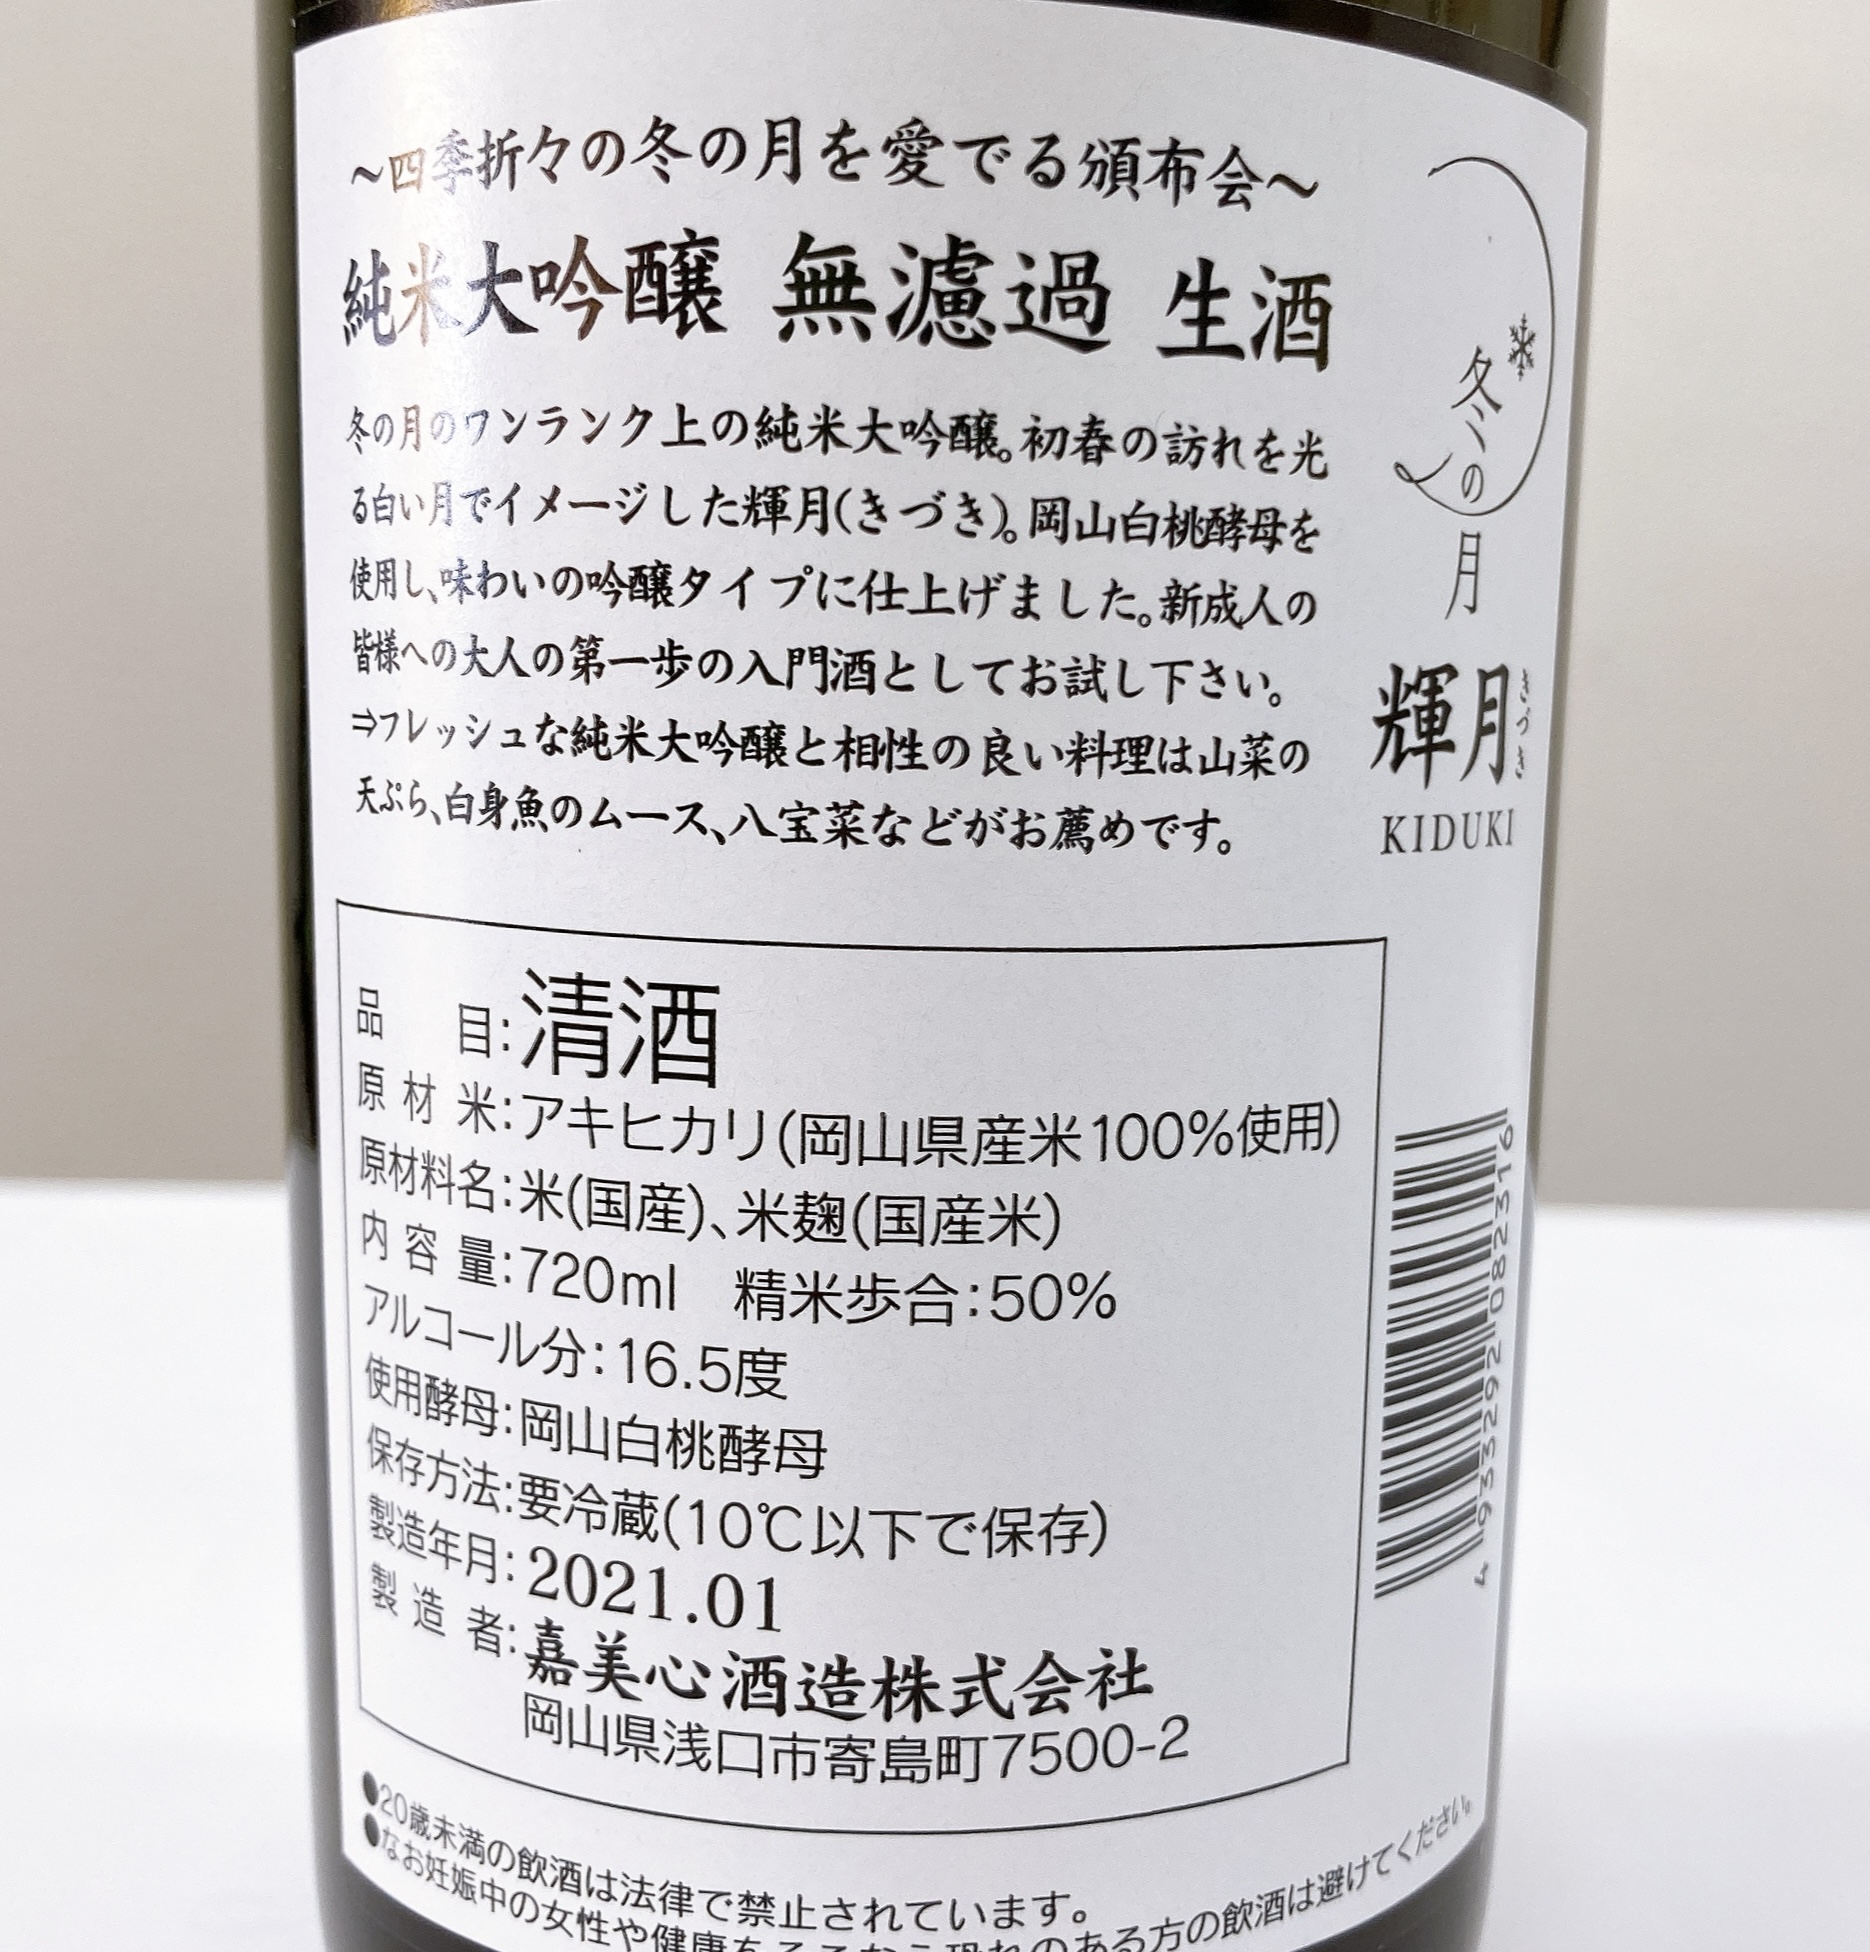 ～四季折々の冬の月を愛でる頒布会～
純米大吟醸 無濾過 生酒
冬の月のワンランク上の純米大吟醸。初春の訪れを光
る白い月でイメージした輝月(きづき)。岡山白桃酵母を
使用し、味わいの吟醸タイプに仕上げました。新成人の
皆様への大人の第一歩の入門酒としてお試し下さい。
⇒フレッシュな純米大吟醸と相性の良い料理は山菜の
天ぷら、白身魚のムース、八宝菜などがお薦めです。
冬の月
輝月
きづき
KIDUKI
品目:清酒
原材米:アキヒカリ(岡山県産米100%使用)
原材料名:米(国産)、米麹(国産米)
内容量:720ml 精米歩合:50%
アルコール分:16.5度
使用酵母:岡山白桃酵母
保存方法:要冷蔵(10℃以下で保存)
製造年月:2021.01
製造者:嘉美心酒造株式会社
岡山県浅口市寄島町7500-2
4933292082316
●20歳未満の飲酒は法律で禁止されています。
●なお妊娠中の女性や健康をそこなう恐れのある方の飲酒は避けてください。